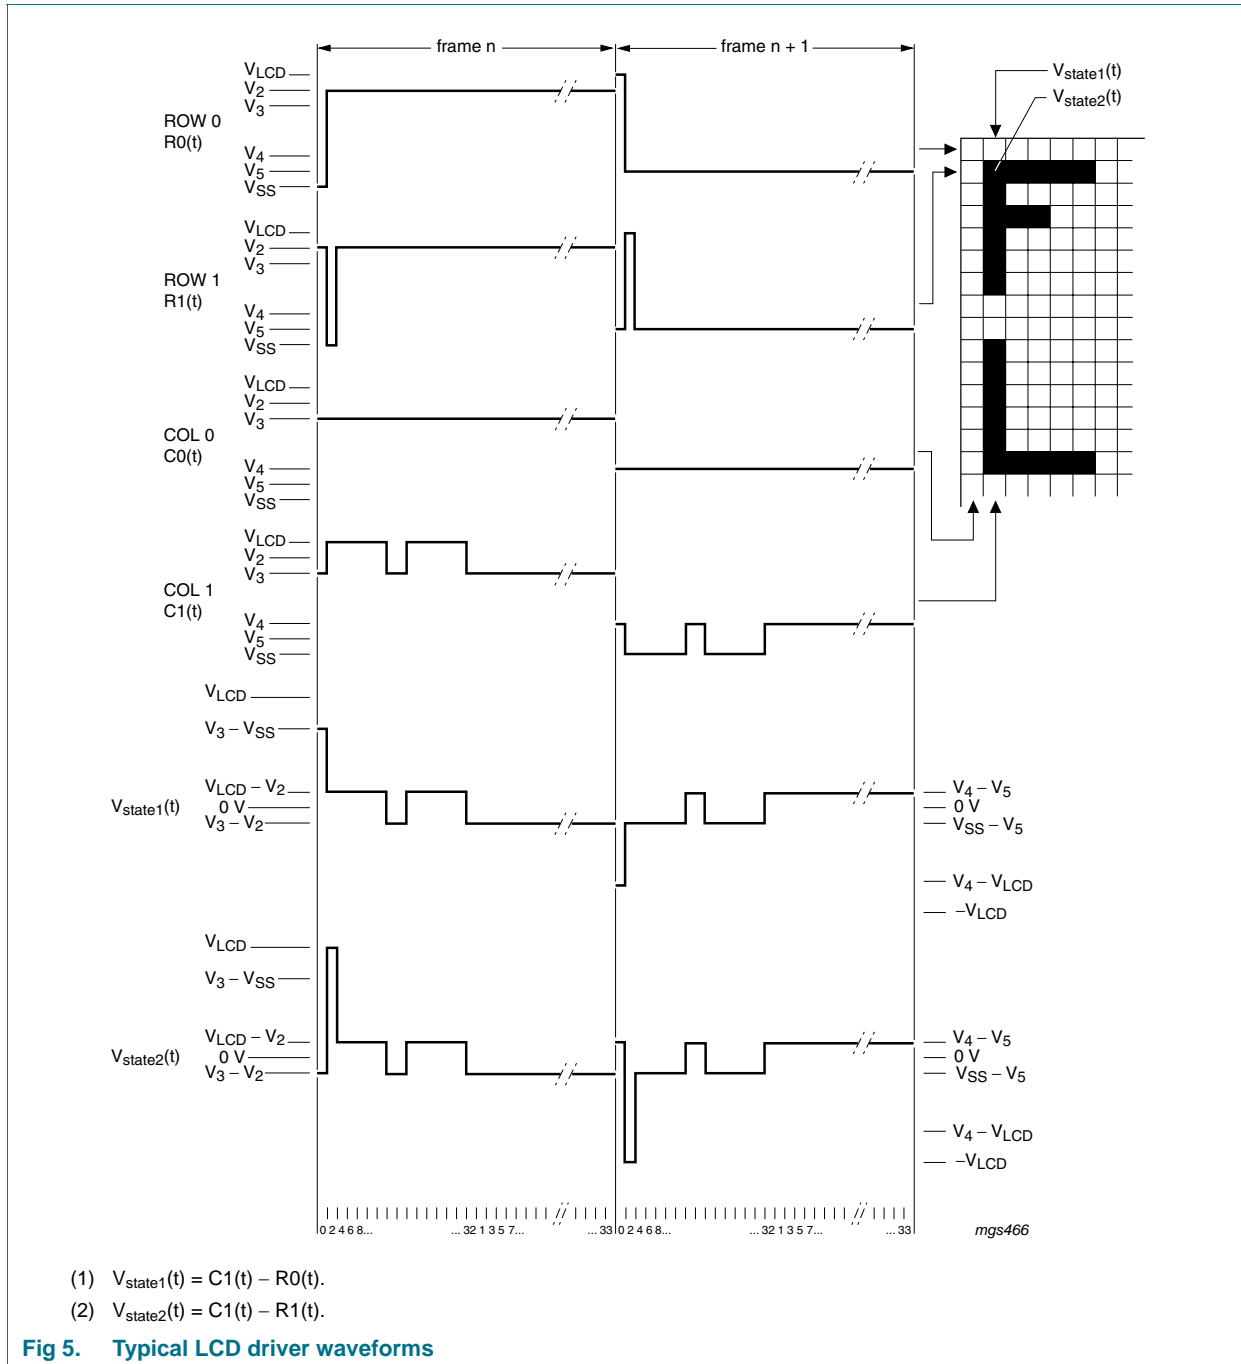 frame n
frame n + 1
VLCD
V2
V3
ROW 0
R0(t)
V4
V5
VSS
Vstate1(t)
Vstate2(t)
VLCD
V2
V3
ROW 1
R1(t)
V4
V5
VSS
VLCD
V2
V3
COL 0
C0(t)
V4
V5
VSS
VLCD
V2
V3
COL 1
C1(t)
V4
V5
VSS
VLCD
V3 – VSS
VLCD – V2
Vstate1(t)
0 V
V3 – V2
V4 – V5
0 V
VSS – V5
V4 – VLCD
–VLCD
VLCD
V3 – VSS
VLCD – V2
Vstate2(t)
0 V
V3 – V2
V4 – V5
0 V
VSS – V5
V4 – VLCD
–VLCD
0 2 4 6 8... ... 32 1 3 5 7... ... 33 0 2 4 6 8... ... 32 1 3 5 7... ... 33
mgs466
(1) Vstate1(t) = C1(t) – R0(t).
(2) Vstate2(t) = C1(t) – R1(t).
Fig 5. Typical LCD driver waveforms